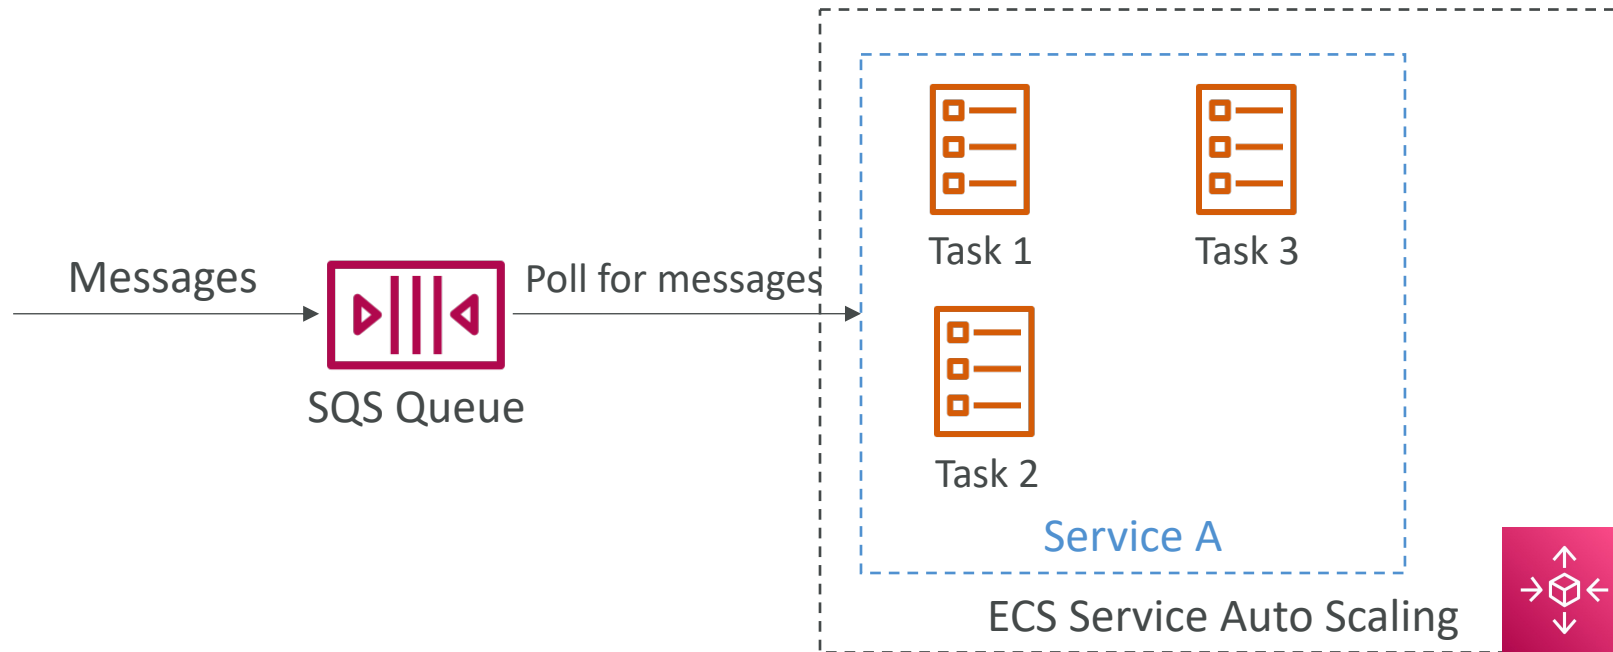 Messages
SQS Queue
Poll for messages
Task 1
Task 3
Task 2
Service A
ECS Service Auto Scaling